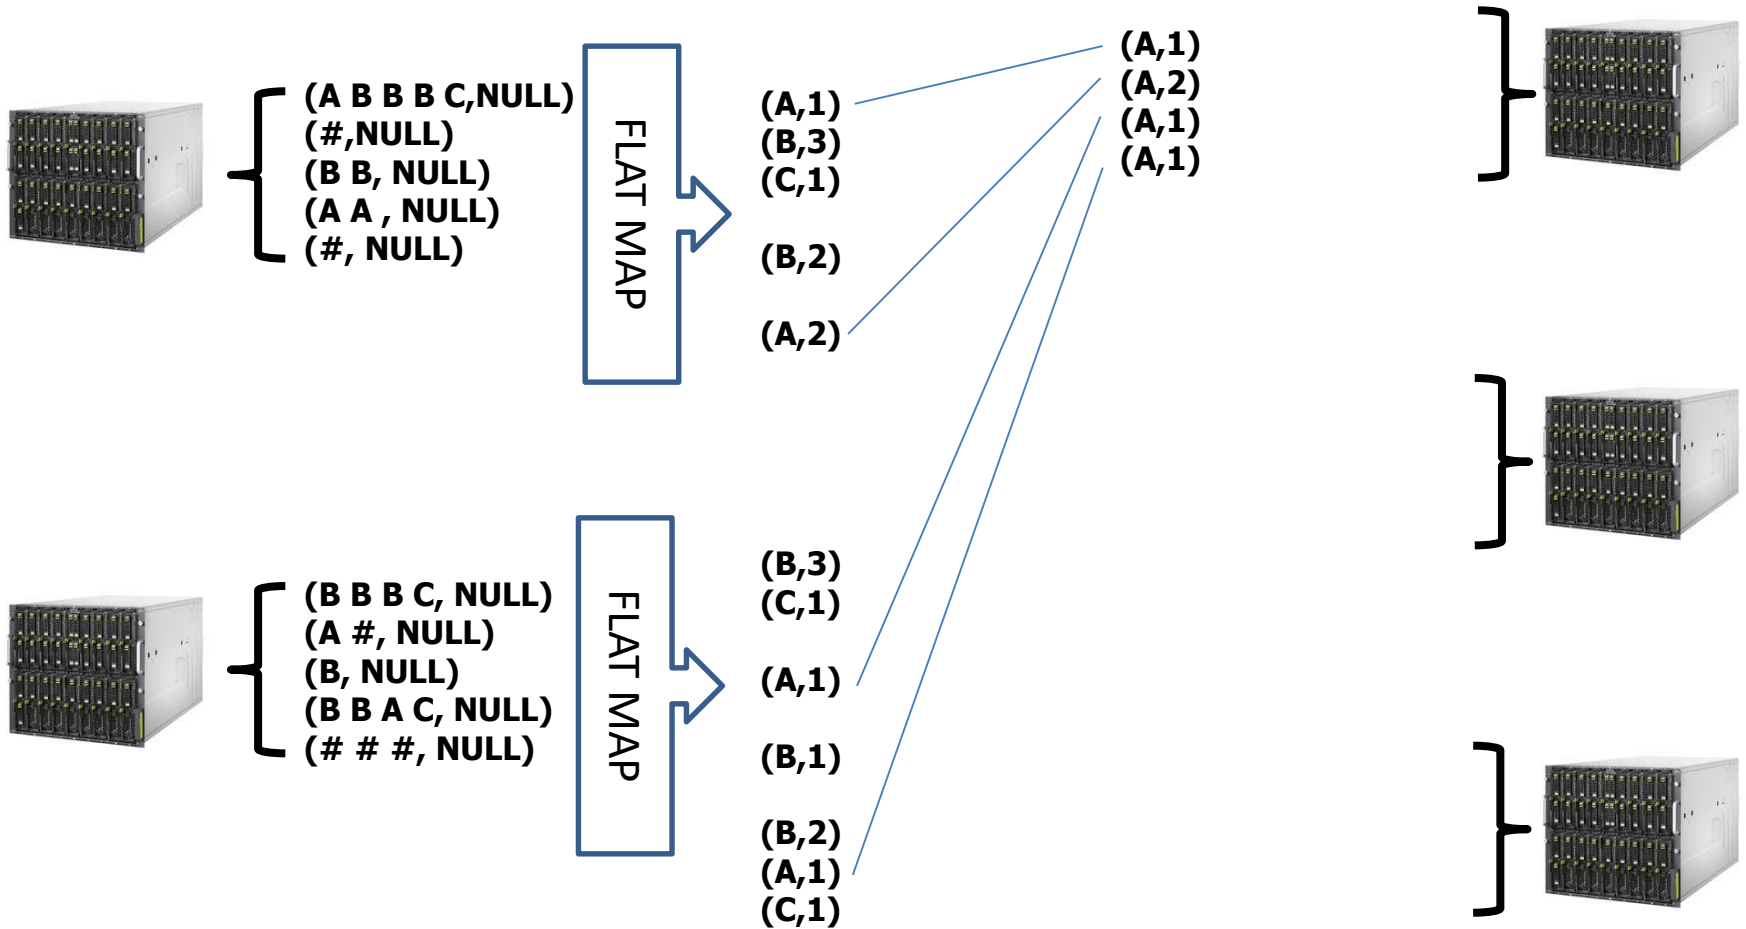 (A B B B C,NULL)
(#,NULL)
(B B, NULL)
(A A , NULL)
(#, NULL)
FLAT MAP
(A,1)
(B,3)
(C,1)
(B,2)
(A,2)
(A,1)
(A,2)
(A,1)
(A,1)
(B B B C, NULL)
(A #, NULL)
(B, NULL)
(B B A C, NULL)
(# # #, NULL)
FLAT MAP
(B,3)
(C,1)
(A,1)
(B,1)
(B,2)
(A,1)
(C,1)